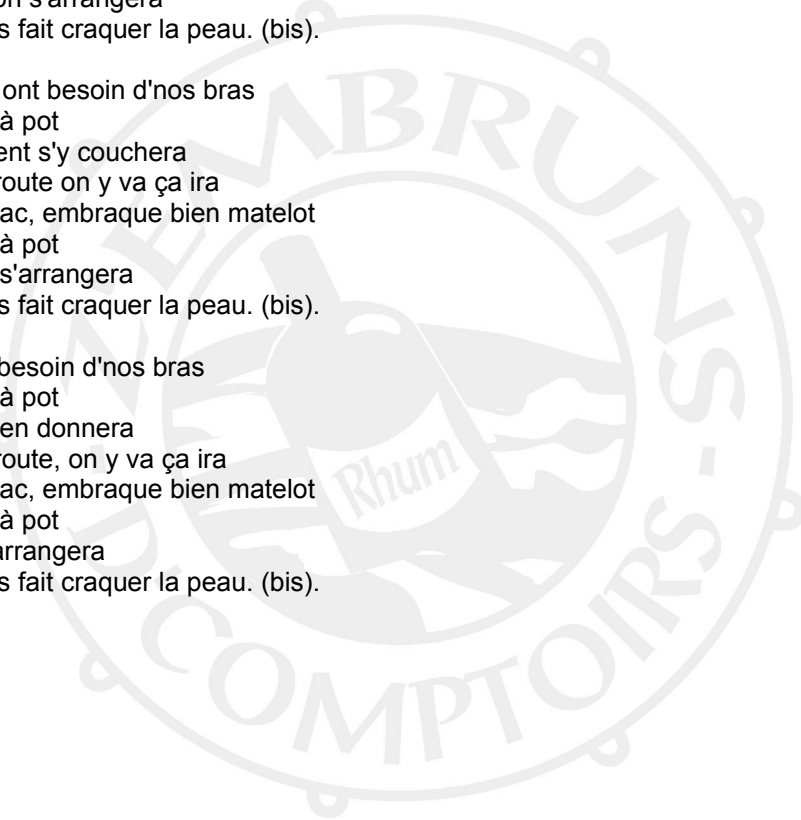 on s'arrangera
s fait craquer la peau. (bis).
ont besoin d'nos bras
à pot
ent s'y couchera
route on y va ça ira
ac, embraque bien matelot
à pot
s'arrangera
s fait craquer la peau. (bis).
besoin d'nos bras
à pot
en donnera
route, on y va ça ira
ac, embraque bien matelot
à pot
arrangera
s fait craquer la peau. (bis).
Z'EMBRUNS - D'COMPTOIRS -
Rhum